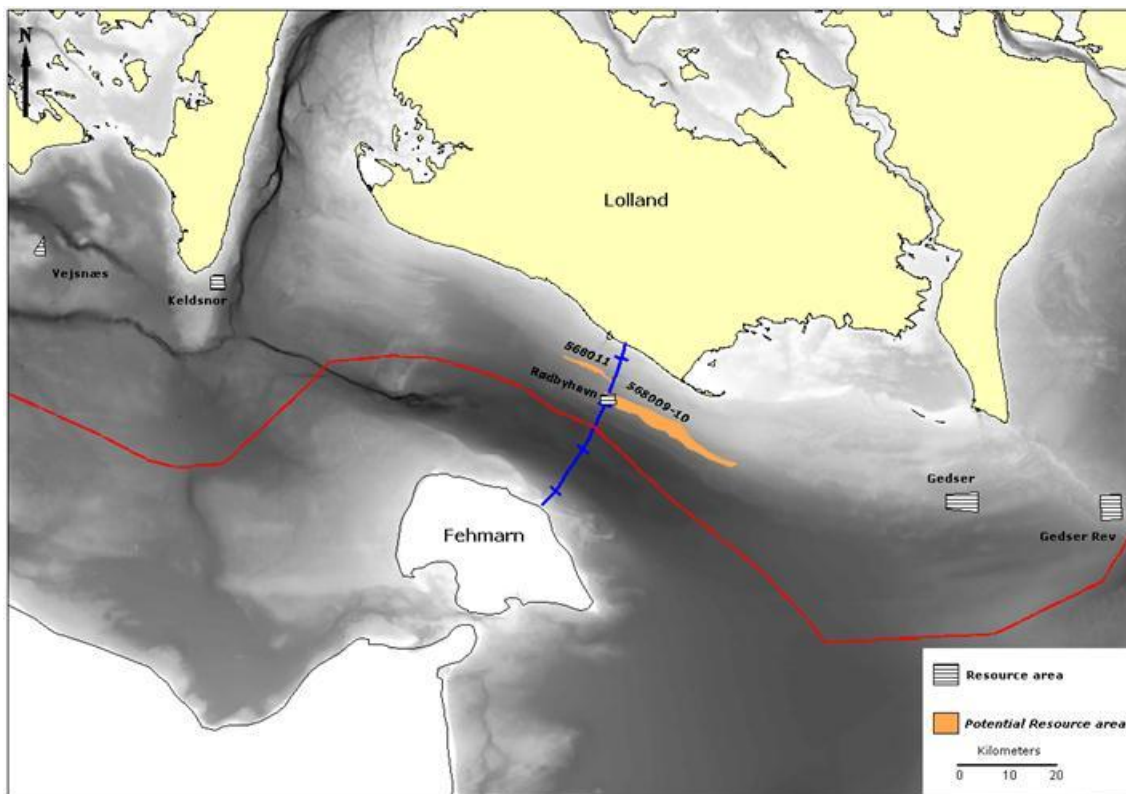 N
Lolland
Vejsnæs
Keldsnor
568011
Rødbyhavn
568009-10
Gedser
Gedser Rev
Fehmarn
Resource area
Potential Resource area
Kilometers
0 10 20